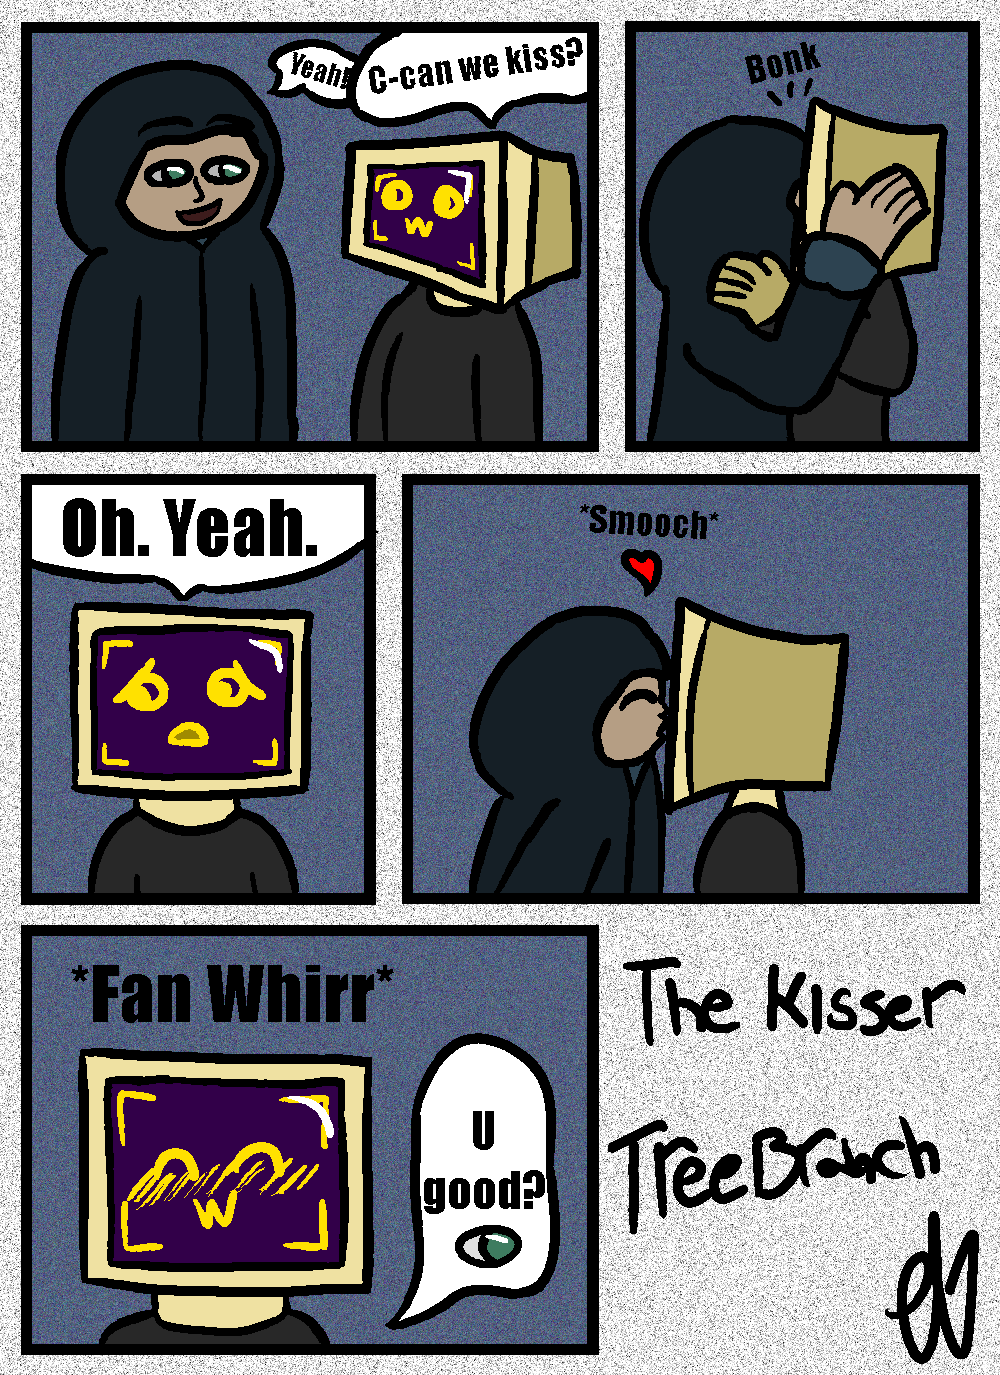 C-can we kiss?
Yeah!
Bonk
Oh. Yeah.
*Smooch*
*Fan Whirr*
U
good?
The Kisser
TreeBranch